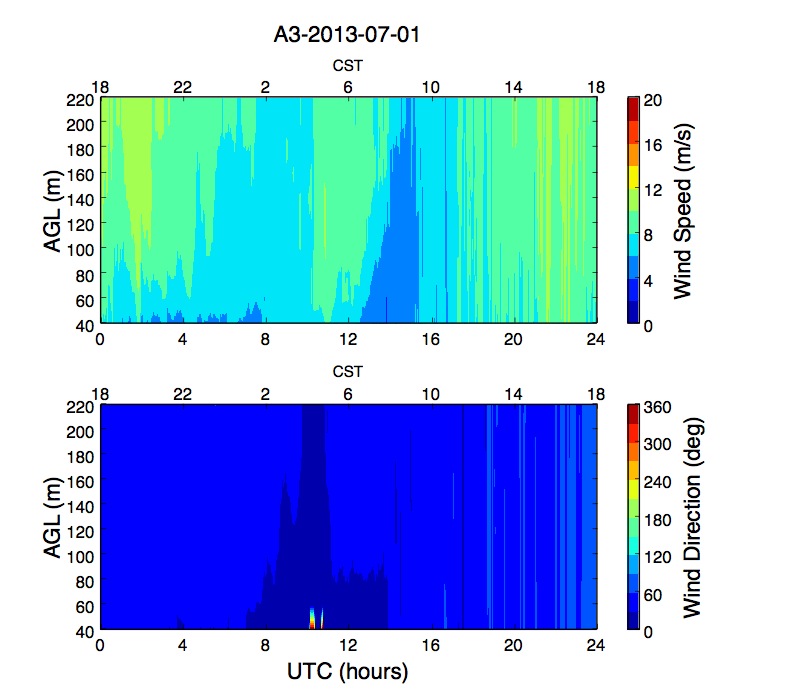 A3-2013-07-01
CST
18 22 2 6 10 14 18
220 200 180 160 140 120 100 80 60 40
AGL (m)
0 4 8 12 16 20 24
20 16 12 8 4 0
Wind Speed (m/s)
CST
18 22 2 6 10 14 18
220 200 180 160 140 120 100 80 60 40
AGL (m)
0 4 8 12 16 20 24
UTC (hours)
360 300 240 180 120 60 0
Wind Direction (deg)